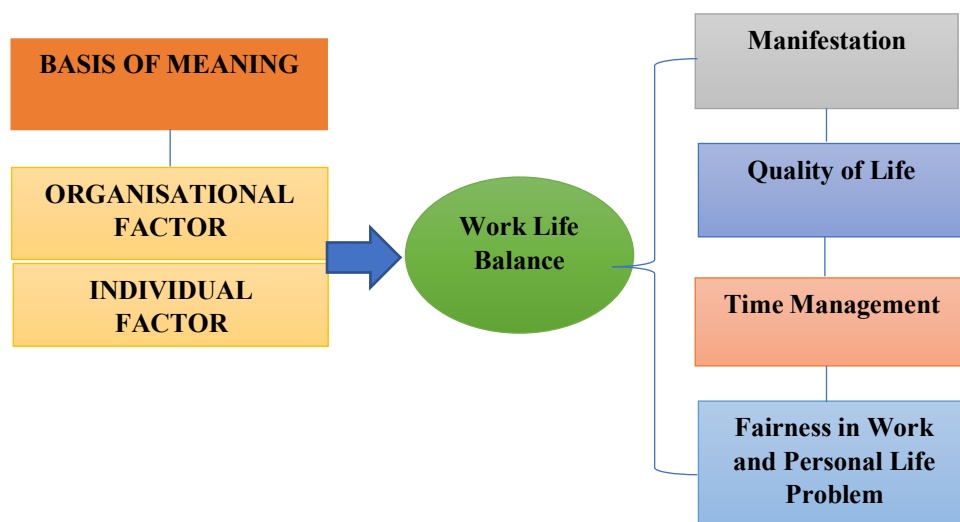 BASIS OF MEANING
ORGANISATIONAL
FACTOR
INDIVIDUAL
FACTOR
Work Life
Balance
Manifestation
Quality of Life
Time Management
Fairness in Work
and Personal Life
Problem